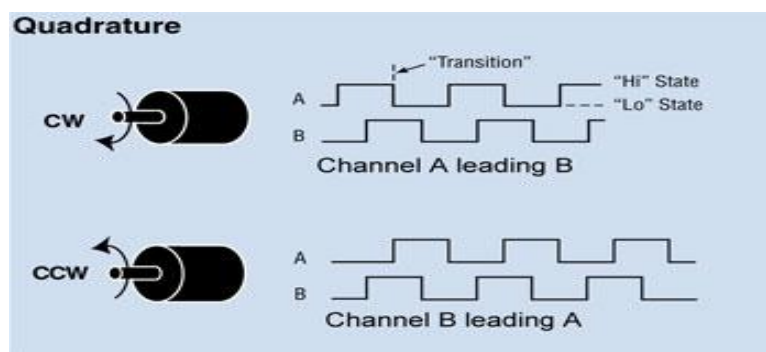 Quadrature
"Transition"
A
"Hi" State
"Lo" State
CW
B
Channel A leading B
A
CCW
B
Channel B leading A